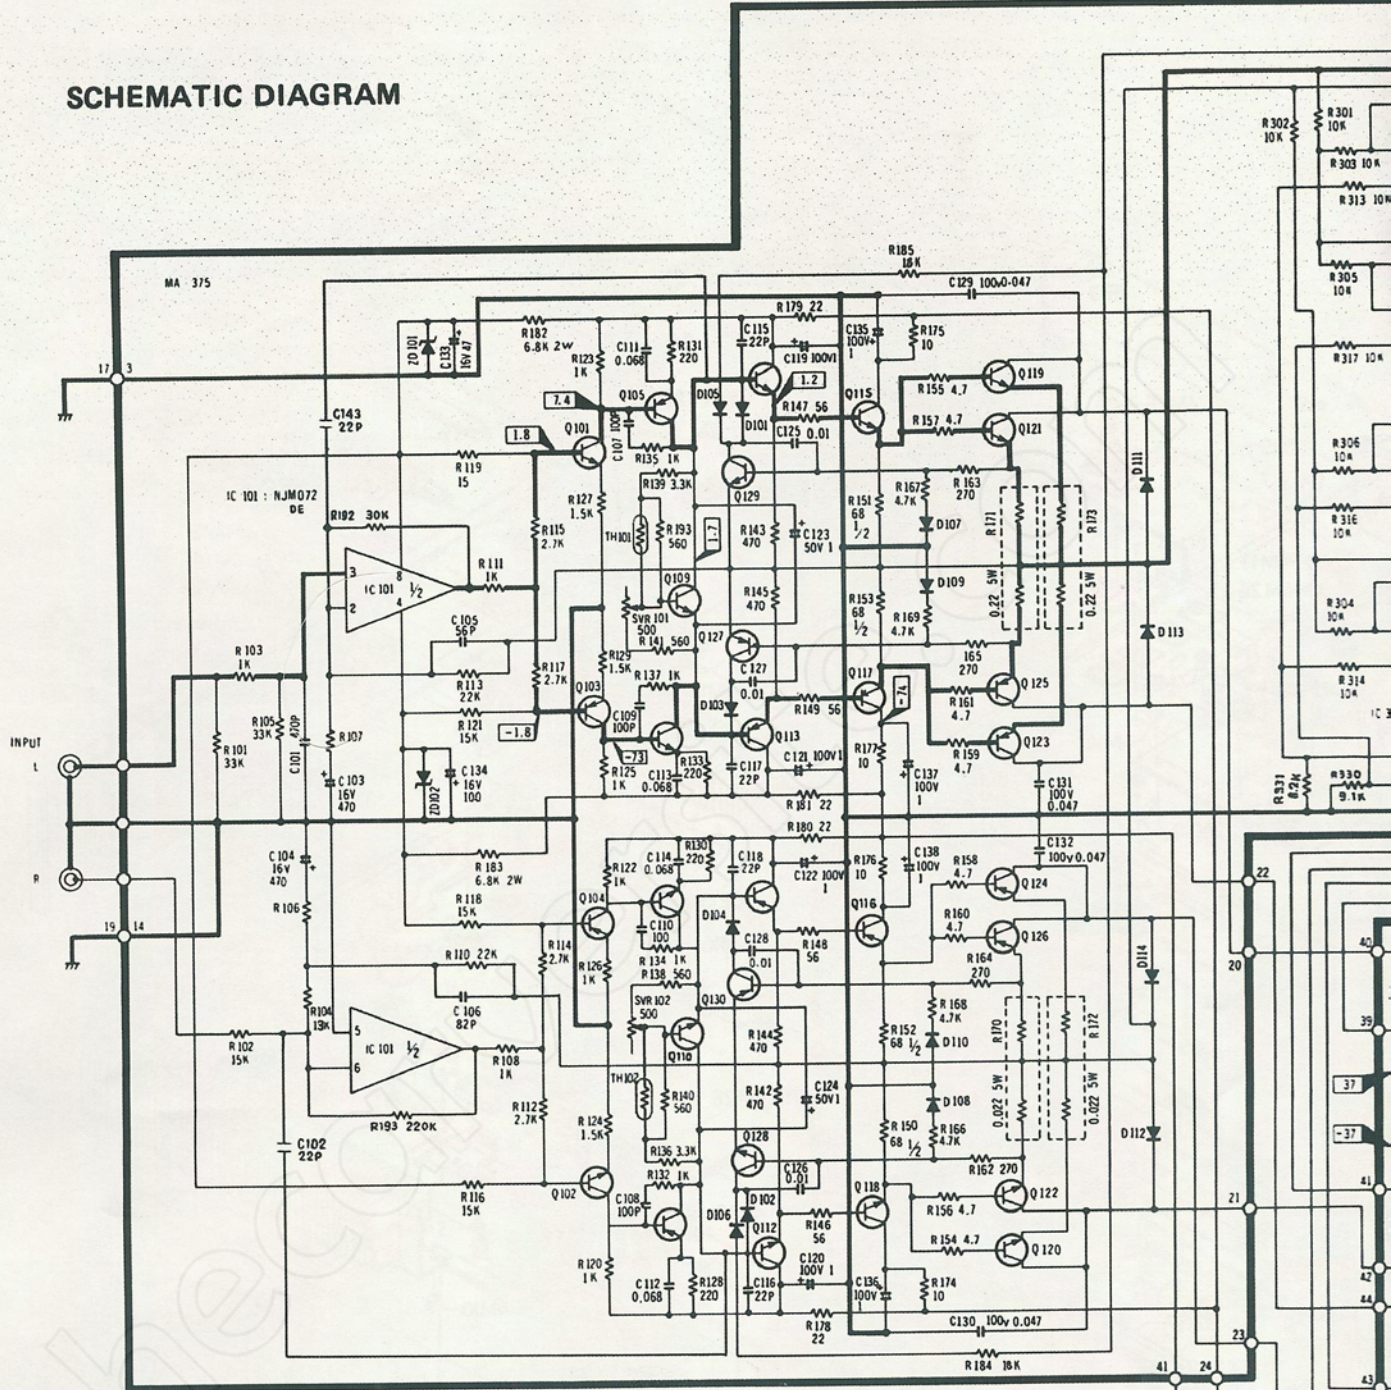 SCHEMATIC DIAGRAM
MA 375
17
3
19
14
INPUT
L
R
IC 101 : NJM072
DE
C143
22P
R192 30K
3
2
8
4
IC 101 1/2
R111
1K
C105
56P
R113
22K
R121
15K
R119
15
R103
1K
R105
33K
R101
33K
C101 470P
R107
C103
16V
470
ZD101
C133
16V 47
R182
6.8K 2W
ZD102
C134
16V
100
R123
1K
C111
0.068
R131
220
7.4
1.8
Q101
Q105
C107 100P
R135 1K
R139 3.3K
R127
1.5K
R115
2.7K
TH101
R193
560
1.7
Q109
SVR 101
500
R141 560
R129
1.5K
R117
2.7K
R137 1K
Q103
C109
100P
-1.8
-73
R125
1K
C113
0.068
R133
220
D105
D101
C115
22P
R179 22
C119 100V1
1.2
R147 56
C125 0.01
Q129
R143
470
C123
50V 1
R145
470
Q127
C127
0.01
D103
Q113
C117
22P
R149 56
C121 100V1
R181 22
R185
18K
C129 100v0.047
C135
100V
1
R175
10
Q115
R155 4.7
R157 4.7
Q119
Q121
R163
270
R167
4.7K
D107
D109
R169
4.7K
R151
68
1/2
R153
68
1/2
165
270
R171
R173
0.22 5W
0.22 5W
D111
D113
Q117
-74
R161
4.7
R159
4.7
Q125
Q123
R177
10
C137
100V
1
C131
100V
0.047
R302
10K
R301
10K
R303 10K
R313 10K
R305
10K
R317 10K
R306
10K
R316
10K
R304
10K
R314
10K
IC 3
R331
8.2K
R330
9.1K
C104
16V
470
R106
R183
6.8K 2W
R118
15K
R110 22K
C106
82P
R104
13K
R102
15K
5
6
IC 101 1/2
R108
1K
R193 220K
C102
22P
R112
2.7K
R114
2.7K
R116
15K
R122
1K
C114
0.068
R130
220
Q104
C110
100
R134 1K
R138 560
R126
1K
SVR 102
500
Q110
TH102
R140
560
R124
1.5K
R136 3.3K
R132 1K
Q102
C108
100P
R120
1K
C112
0.068
R128
220
C118
22P
R180 22
C122 100V
1
D104
R148
56
C128
0.01
Q130
R144
470
R142
470
C124
50V1
Q128
C126
0.01
D102
D106
Q112
R146
56
C116
22P
C120
100V 1
R178
22
R176
10
C138
100V
1
Q116
C132
100v 0.047
R158
4.7
Q124
R160
4.7
Q126
R164
270
R168
4.7K
D110
R152
68 1/2
D108
R166
4.7K
R150
68 1/2
R170
R172
0.022 5W
0.022 5W
D114
D112
R162 270
Q118
R156 4.7
Q122
R154 4.7
Q120
C136
100V
1
R174
10
C130 100v 0.047
R184 18K
22
20
21
23
41
24
40
39
37
-37
41
42
44
43